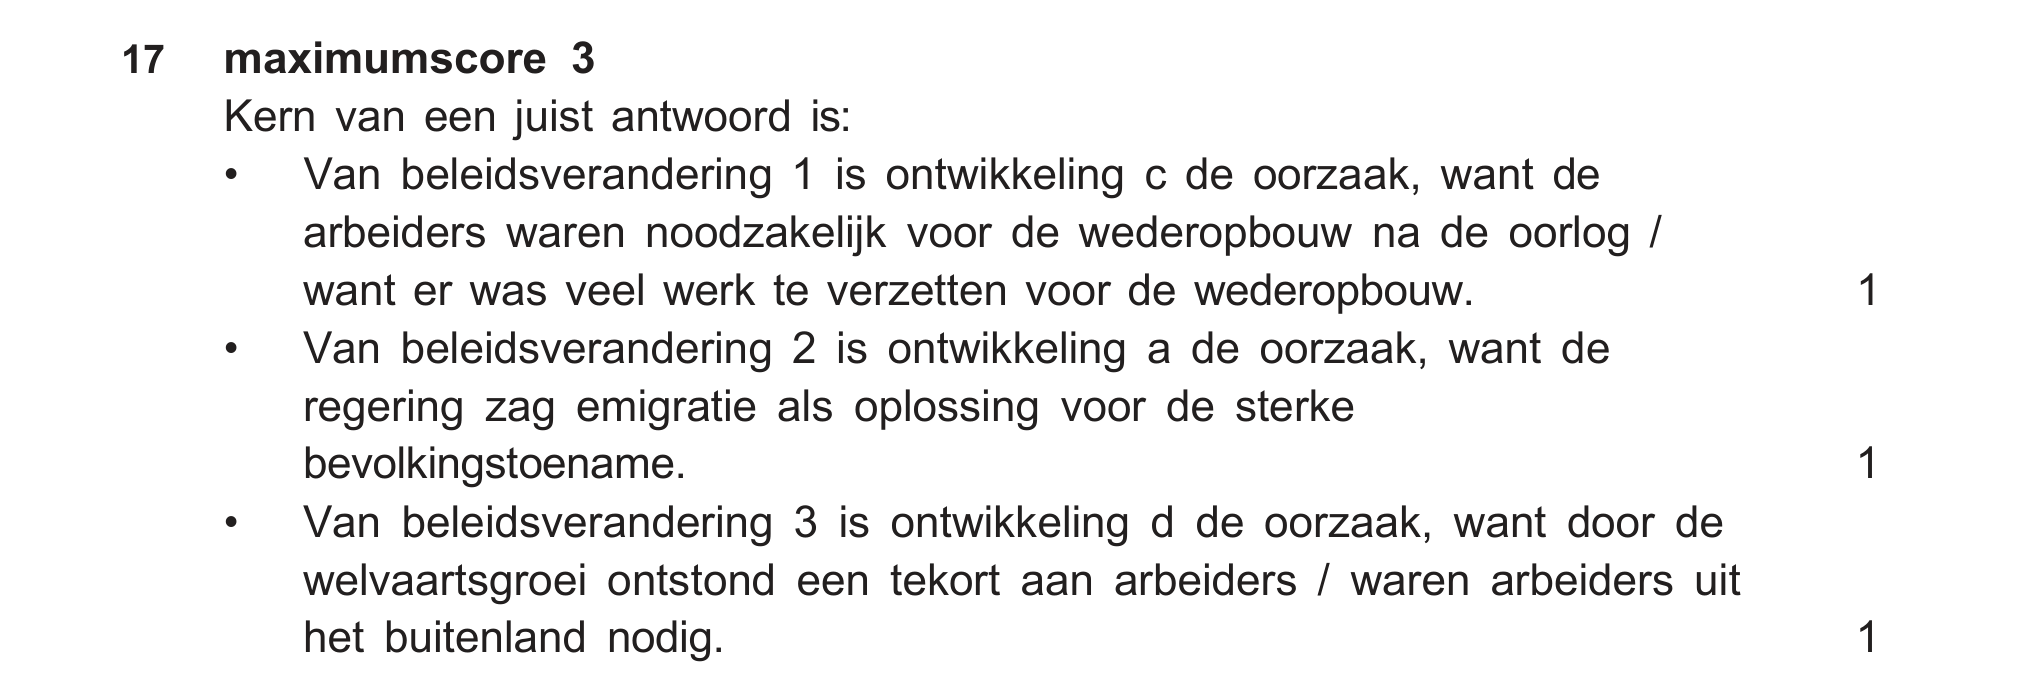 17 maximumscore 3
Kern van een juist antwoord is:
• Van beleidsverandering 1 is ontwikkeling c de oorzaak, want de
arbeiders waren noodzakelijk voor de wederopbouw na de oorlog /
want er was veel werk te verzetten voor de wederopbouw. 1
• Van beleidsverandering 2 is ontwikkeling a de oorzaak, want de
regering zag emigratie als oplossing voor de sterke
bevolkingstoename. 1
• Van beleidsverandering 3 is ontwikkeling d de oorzaak, want door de
welvaartsgroei ontstond een tekort aan arbeiders / waren arbeiders uit
het buitenland nodig. 1